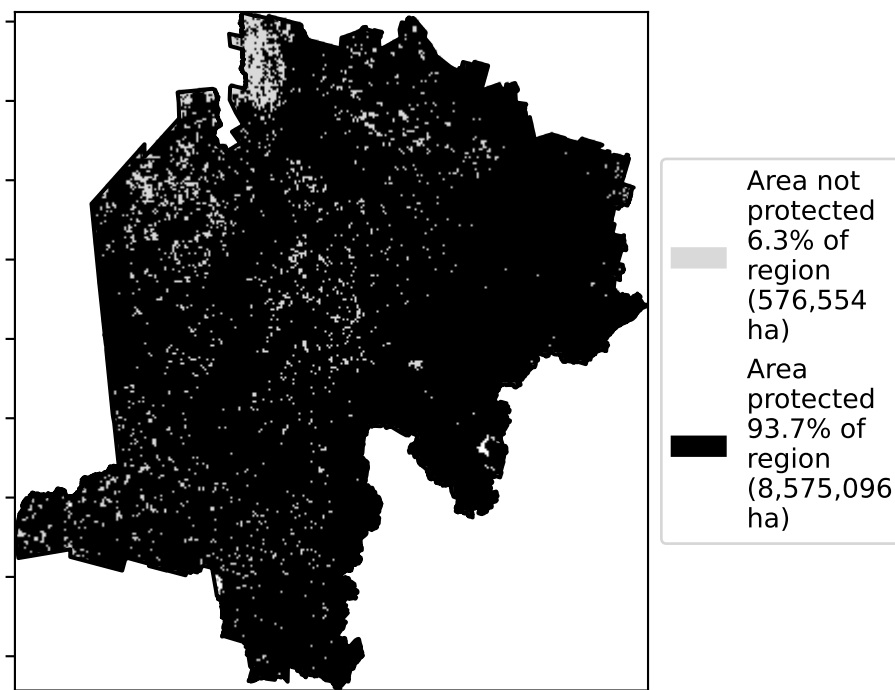 Area not
protected
6.3% of
region
(576,554
ha)
Area
protected
93.7% of
region
(8,575,096
ha)